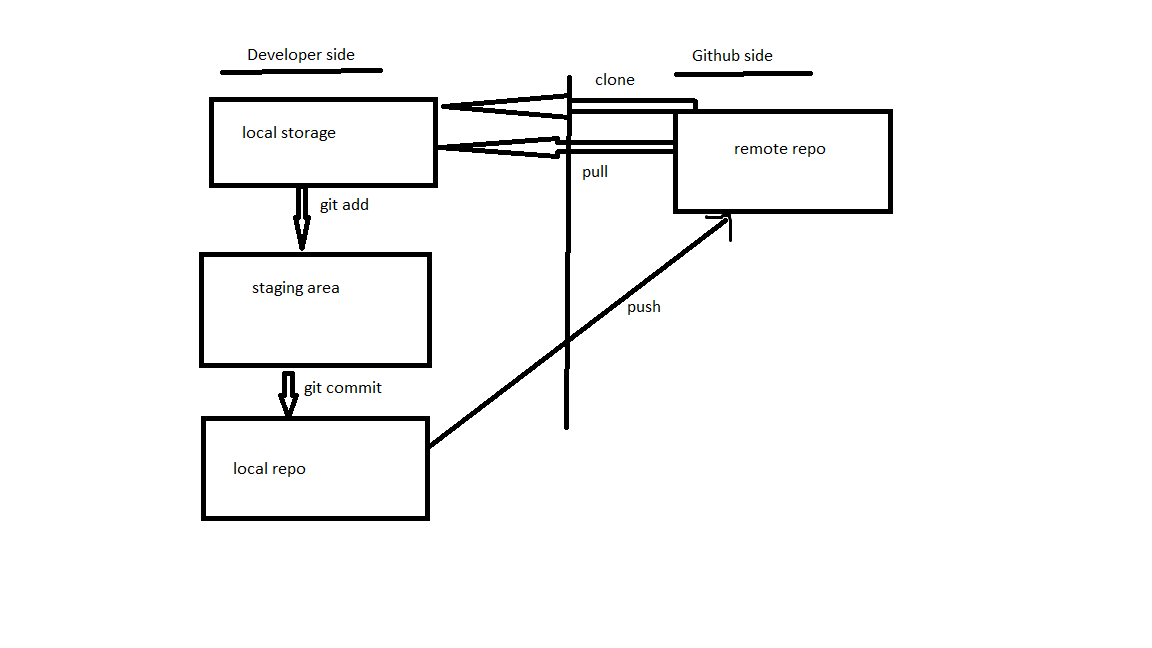 Developer side
Github side
clone
local storage
remote repo
pull
git add
staging area
push
git commit
local repo